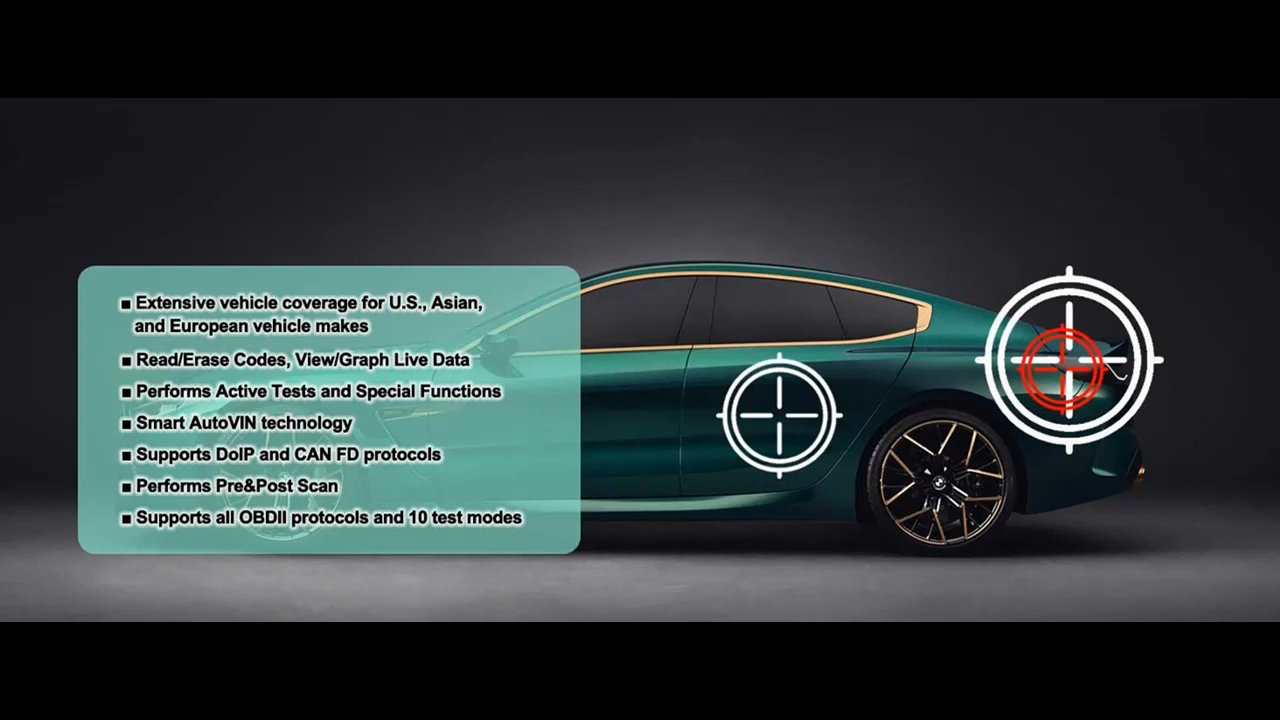 ■ Extensive vehicle coverage for U.S., Asian,
and European vehicle makes
■ Read/Erase Codes, View/Graph Live Data
■ Performs Active Tests and Special Functions
■ Smart AutoVIN technology
■ Supports DoIP and CAN FD protocols
■ Performs Pre&Post Scan
■ Supports all OBDII protocols and 10 test modes